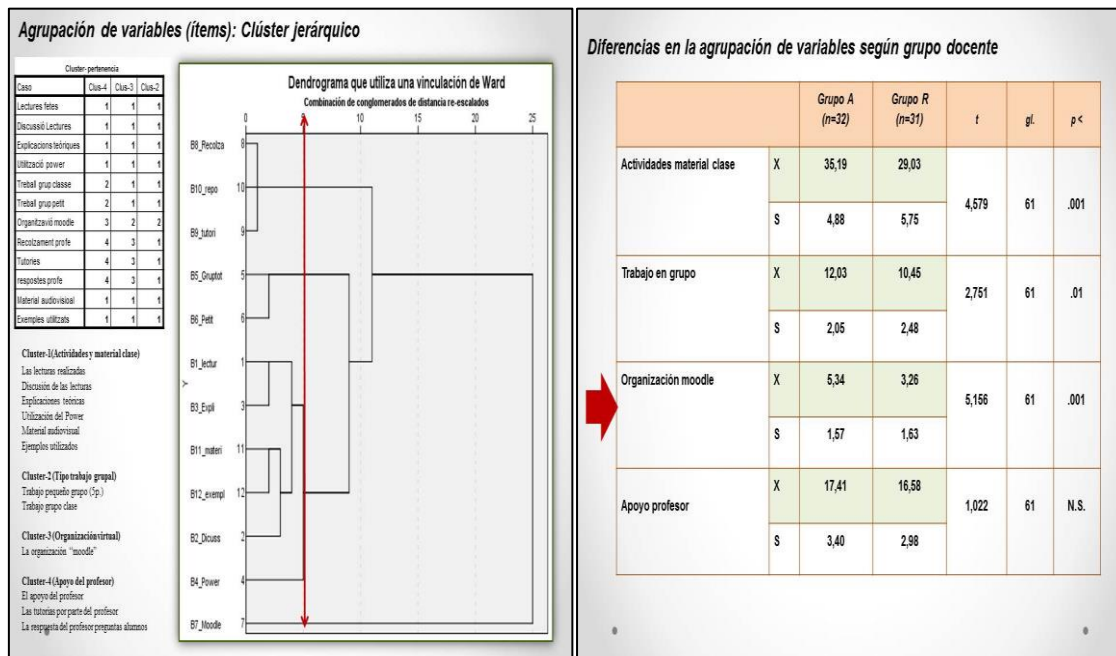 Agrupación de variables (ítems): Clúster jerárquico
Cluster-pertenencia
Caso Clus-4 Clus-3 Clus-2
Lectures fetes 1 1 1
Discussió Lectures 1 1 1
Explicacions teóriques 1 1 1
Utilització power 1 1 1
Treball grup classe 2 1 1
Treball grup petit 2 1 1
Organització moodle 3 2 2
Recolzament profe 4 3 1
Tutories 4 3 1
respostes profe 4 3 1
Material audiovisioal 1 1 1
Exemples utilitzats 1 1 1
Cluster-1(Actividades y material clase)
Las lecturas realizadas
Discusión de las lecturas
Explicaciones teóricas
Utilización del Power
Material audiovisual
Ejemplos utilizados
Cluster-2 (Tipo trabajo grupal)
Trabajo pequeño grupo (5p.)
Trabajo grupo clase
Cluster-3 (Organización virtual)
La organización "moodle"
Cluster-4 (Apoyo del profesor)
El apoyo del profesor
Las tutorias por parte del profesor
La respuesta del profesor preguntas alumnos
Dendrograma que utiliza una vinculación de Ward
Combinación de conglomerados de distancia re-escalados
0 5 10 15 20 25
B8_Recolza 8
B10_repo 10
B9_tutori 9
B5_Gruptot 5
B6_Petit 6
B1_lectur 1
Y
B3_Expli 3
B11_materi 11
B12_exempl 12
B2_Dicuss 2
B4_Power 4
B7_Moodle 7
Diferencias en la agrupación de variables según grupo docente
Grupo A (n=32) Grupo R (n=31) t gl. p <
Actividades material clase X 35,19 29,03 4,579 61 .001
S 4,88 5,75
Trabajo en grupo X 12,03 10,45 2,751 61 .01
S 2,05 2,48
Organización moodle X 5,34 3,26 5,156 61 .001
S 1,57 1,63
Apoyo profesor X 17,41 16,58 1,022 61 N.S.
S 3,40 2,98